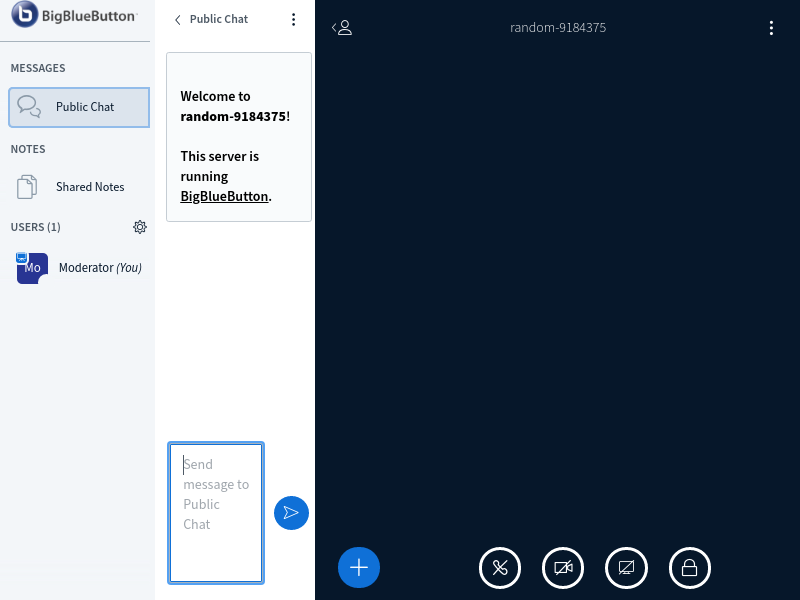 BigBlueButton
MESSAGES
Public Chat
NOTES
Shared Notes
USERS (1)
Mo
Moderator (You)
Public Chat
Welcome to
random-9184375!
This server is
running
BigBlueButton.
Send
message to
Public
Chat
random-9184375